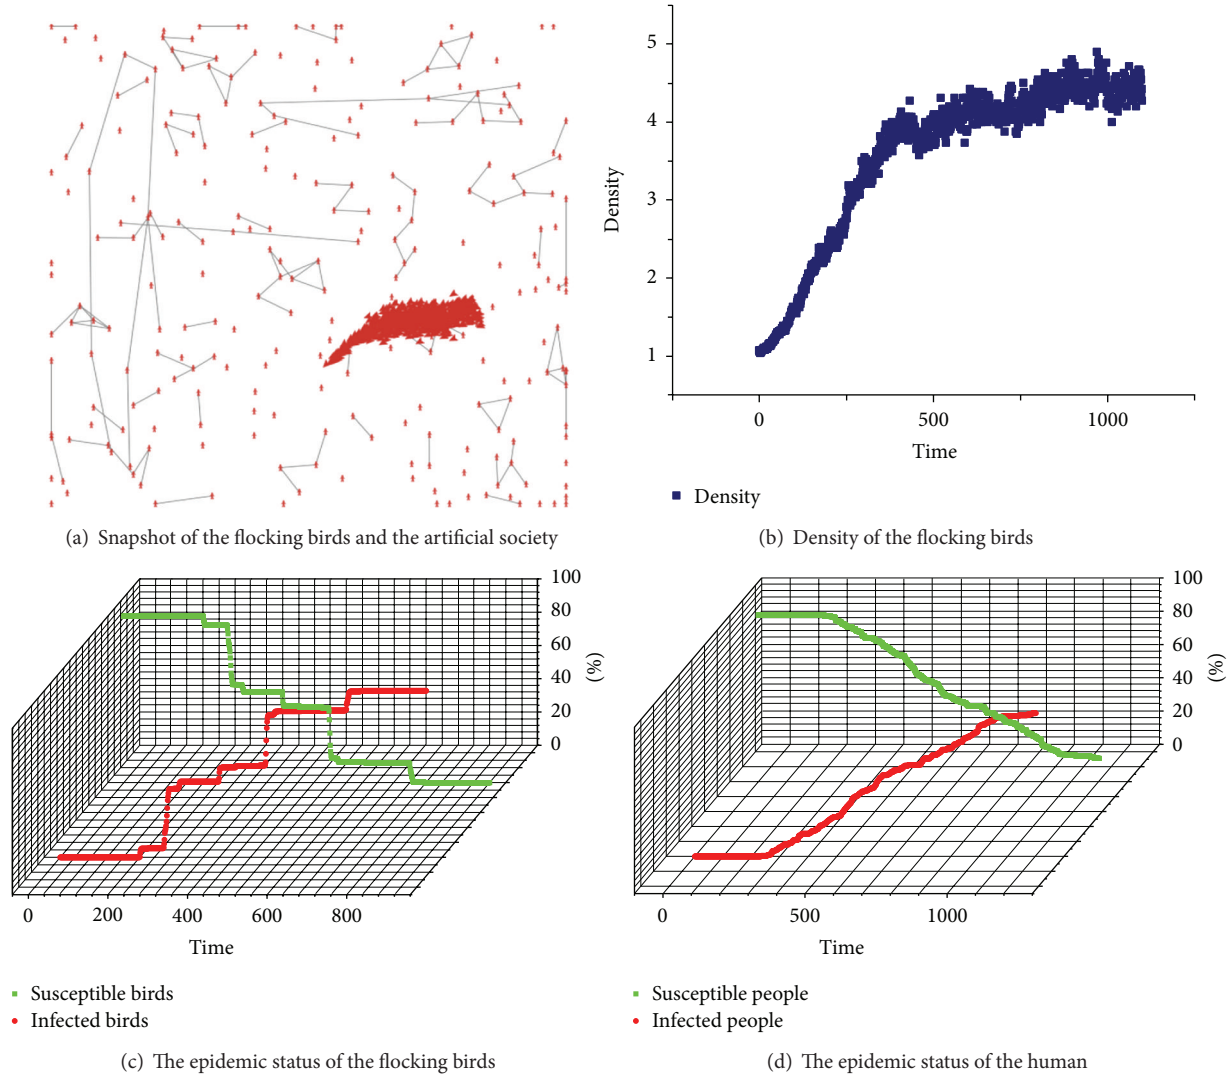 5
4
3
2
1
Density
0 500 1000
Time
Density
(a) Snapshot of the flocking birds and the artificial society
(b) Density of the flocking birds
100
80
60
40
20
0
(%)
0 200 400 600 800
Time
Susceptible birds
Infected birds
(c) The epidemic status of the flocking birds
100
80
60
40
20
0
(%)
0 500 1000
Time
Susceptible people
Infected people
(d) The epidemic status of the human